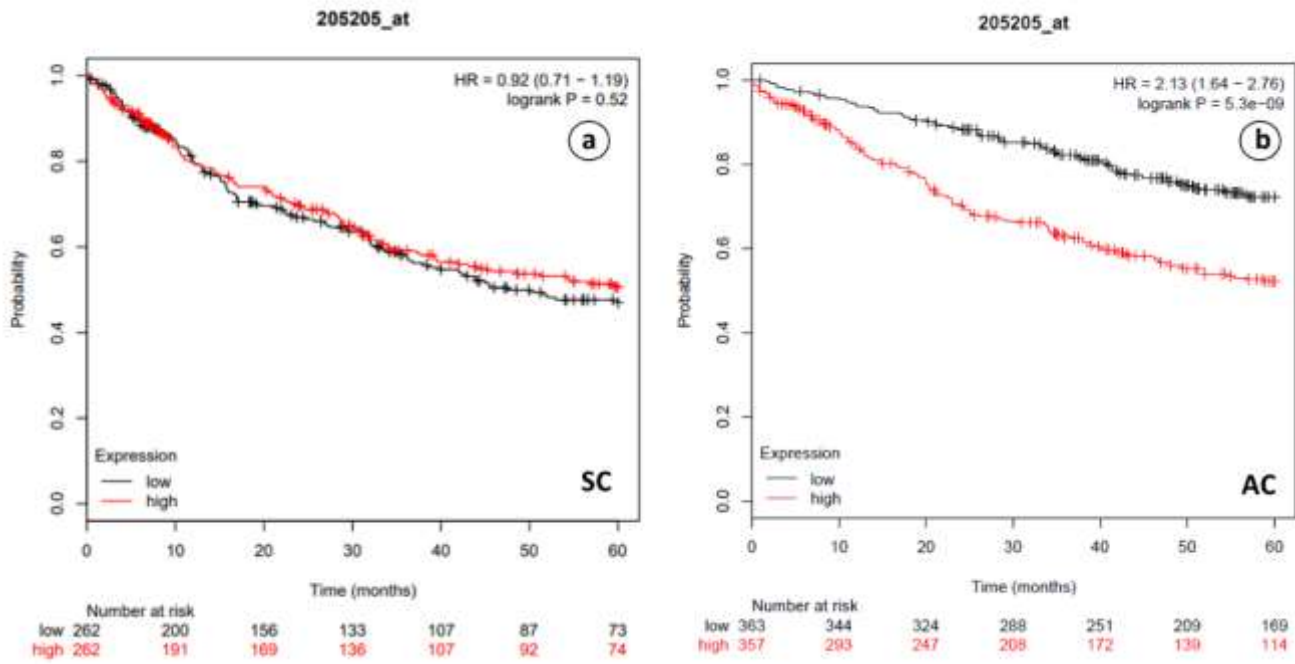 205205_at
HR = 0.92 (0.71 − 1.19)
logrank P = 0.52
a
Probability
1.0
0.8
0.6
0.4
0.2
0.0
Expression
low
high
SC
0 10 20 30 40 50 60
Time (months)
Number at risk
low 262 200 156 133 107 87 73
high 262 191 169 136 107 92 74
205205_at
HR = 2.13 (1.64 − 2.76)
logrank P = 5.3e−09
b
Probability
1.0
0.8
0.6
0.4
0.2
0.0
Expression
low
high
AC
0 10 20 30 40 50 60
Time (months)
Number at risk
low 363 344 324 288 251 209 169
high 357 293 247 208 172 139 114